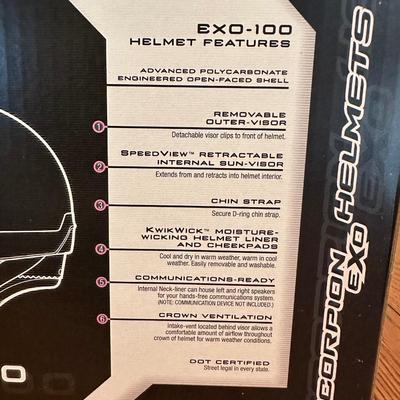 EXO-100
HELMET FEATURES
ADVANCED POLYCARBONATE
ENGINEERED OPEN-FACED SHELL
1
REMOVABLE
OUTER-VISOR
Detachable visor clips to front of helmet.
2
SPEEDVIEW™ RETRACTABLE
INTERNAL SUN-VISOR
Extends from and retracts into helmet interior.
3
CHIN STRAP
Secure D-ring chin strap.
4
KWIKWICK™ MOISTURE-
WICKING HELMET LINER
AND CHEEKPADS
Cool and dry in warm weather, warm in cool
weather. Easily removable and washable.
5
COMMUNICATIONS-READY
Internal Neck-liner can house left and right speakers
for your hands-free communications system.
(NOTE: COMMUNICATION DEVICE NOT INCLUDED.)
6
CROWN VENTILATION
Intake-vent located behind visor allows a
comfortable amount of airflow throughout
crown of helmet for warm weather conditions.
DOT CERTIFIED
Street legal in every state.
CORPION HELMETS
EXO
0